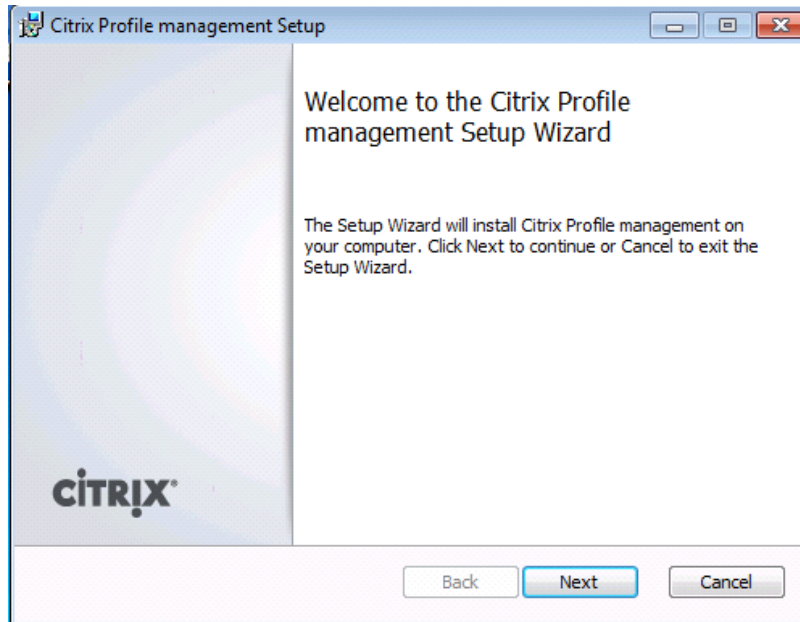 Citrix Profile management Setup
Welcome to the Citrix Profile
management Setup Wizard
The Setup Wizard will install Citrix Profile management on
your computer. Click Next to continue or Cancel to exit the
Setup Wizard.
CITRIX®
Back Next Cancel